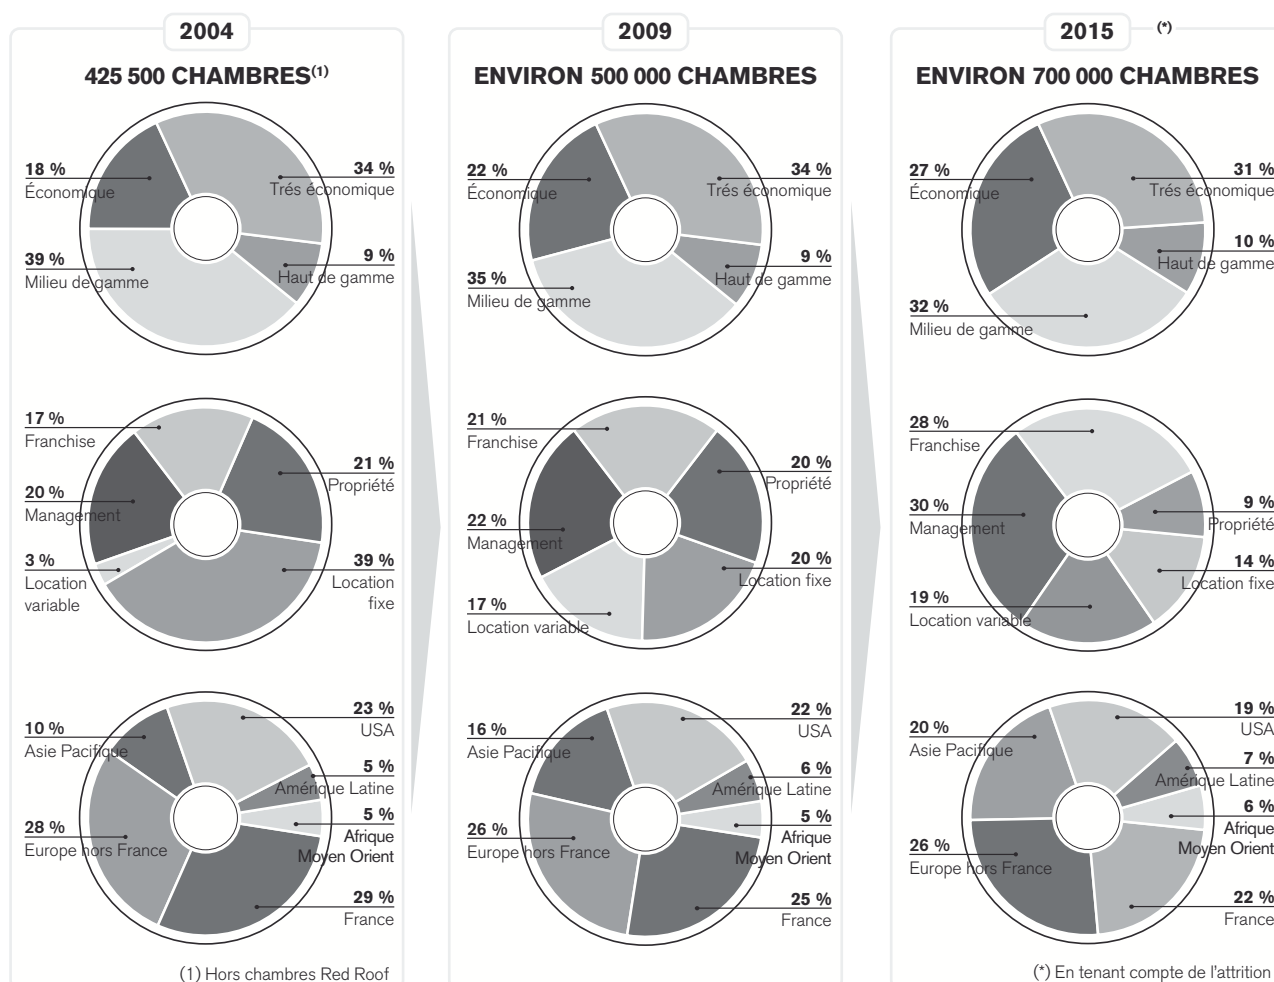 2004
425 500 CHAMBRES(1)
18 %
Économique
34 %
Trés économique
39 %
Milieu de gamme
9 %
Haut de gamme
17 %
Franchise
21 %
Propriété
20 %
Management
3 %
Location
variable
39 %
Location
fixe
23 %
USA
10 %
Asie Pacifique
5 %
Amérique Latine
28 %
Europe hors France
5 %
Afrique
Moyen Orient
29 %
France
(1) Hors chambres Red Roof
2009
ENVIRON 500 000 CHAMBRES
22 %
Économique
34 %
Trés économique
35 %
Milieu de gamme
9 %
Haut de gamme
21 %
Franchise
20 %
Propriété
22 %
Management
20 %
Location fixe
17 %
Location variable
22 %
USA
16 %
Asie Pacifique
6 %
Amérique Latine
26 %
Europe hors France
5 %
Afrique
Moyen Orient
25 %
France
2015 (*)
ENVIRON 700 000 CHAMBRES
27 %
Économique
31 %
Trés économique
10 %
Haut de gamme
32 %
Milieu de gamme
28 %
Franchise
30 %
Management
9 %
Propriété
14 %
Location fixe
19 %
Location variable
19 %
USA
20 %
Asie Pacifique
7 %
Amérique Latine
6 %
Afrique
Moyen Orient
26 %
Europe hors France
22 %
France
(*) En tenant compte de l'attrition